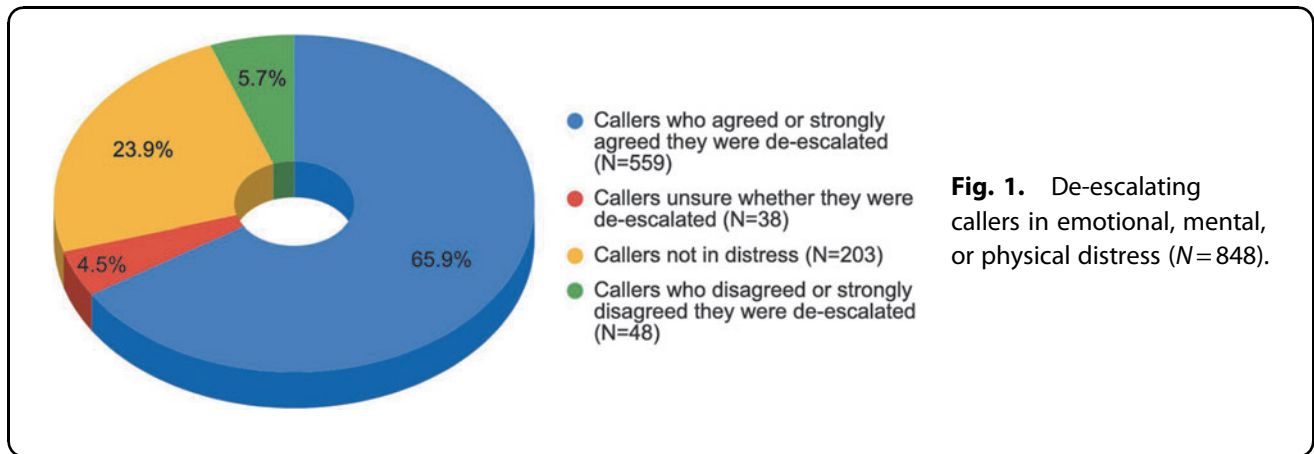 5.7%
23.9%
4.5%
65.9%
Callers who agreed or strongly
agreed they were de-escalated
(N=559)
Callers unsure whether they were
de-escalated (N=38)
Callers not in distress (N=203)
Callers who disagreed or strongly
disagreed they were de-escalated
(N=48)
Fig. 1. De-escalating
callers in emotional, mental,
or physical distress (N=848).